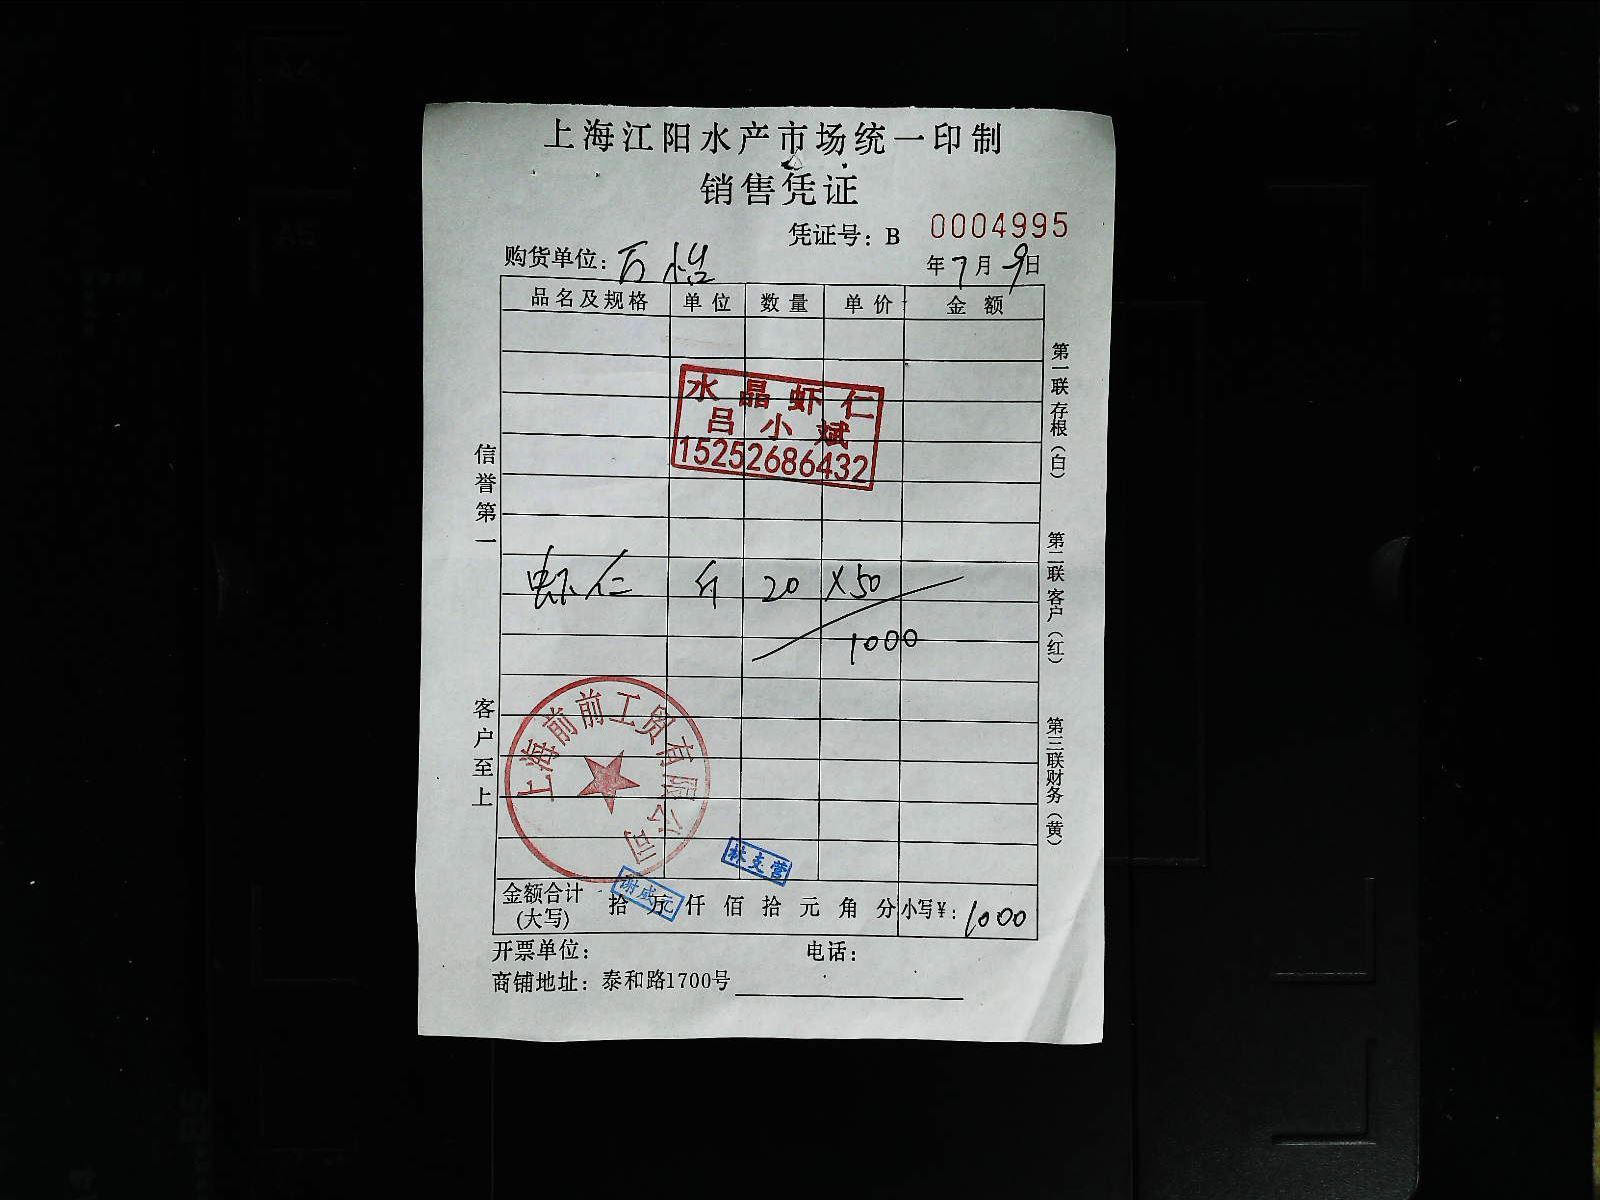 上海江阳水产市场统一印制
销售凭证
凭证号：B 0004995
购货单位：万怡 年7月9日
品名及规格 单位 数量 单价 金额
水晶虾仁
吕小斌
15252686432
虾仁 斤 20 X50
1000
上海前前工贸有限公司
林支营
谢成元
金额合计(大写) 拾 万 仟 佰 拾 元 角 分 小写¥：1000
开票单位： 电话：
商铺地址：泰和路1700号
信誉第一
客户至上
第一联 存根（白）
第二联 客户（红）
第三联 财务（黄）